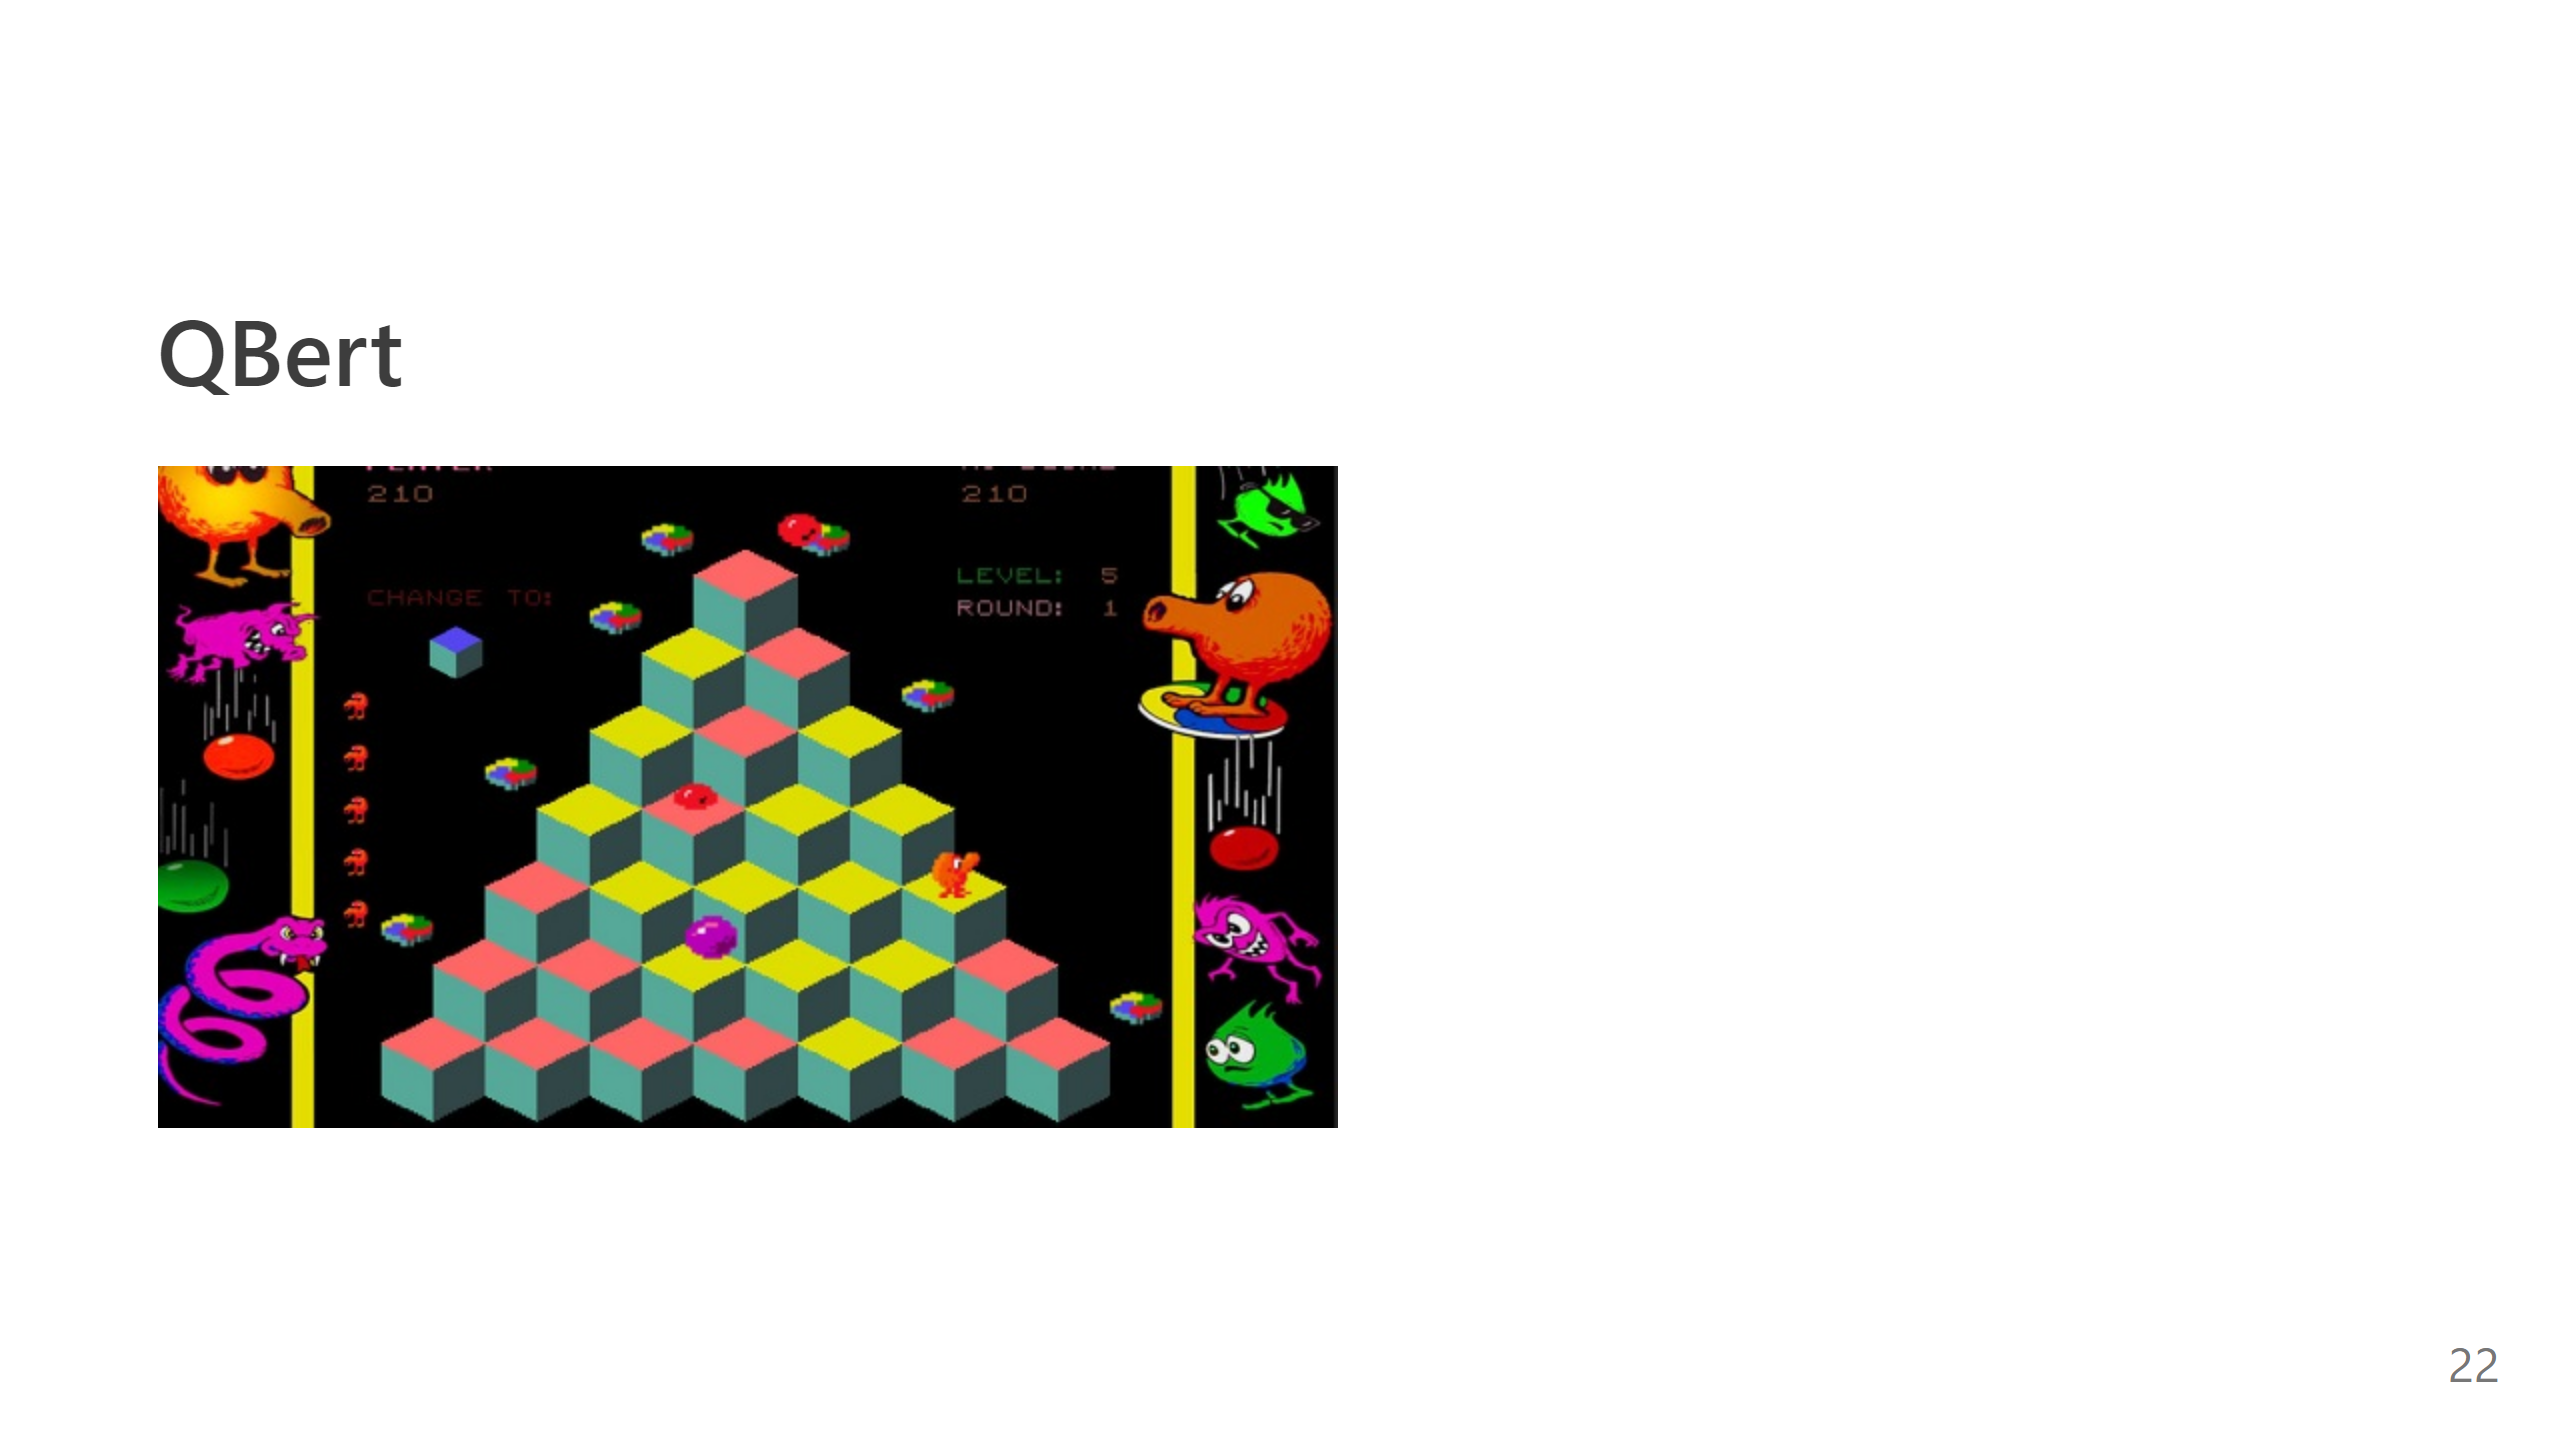 QBert
210
210
LEVEL: 5
CHANGE TO:
ROUND: 1
22